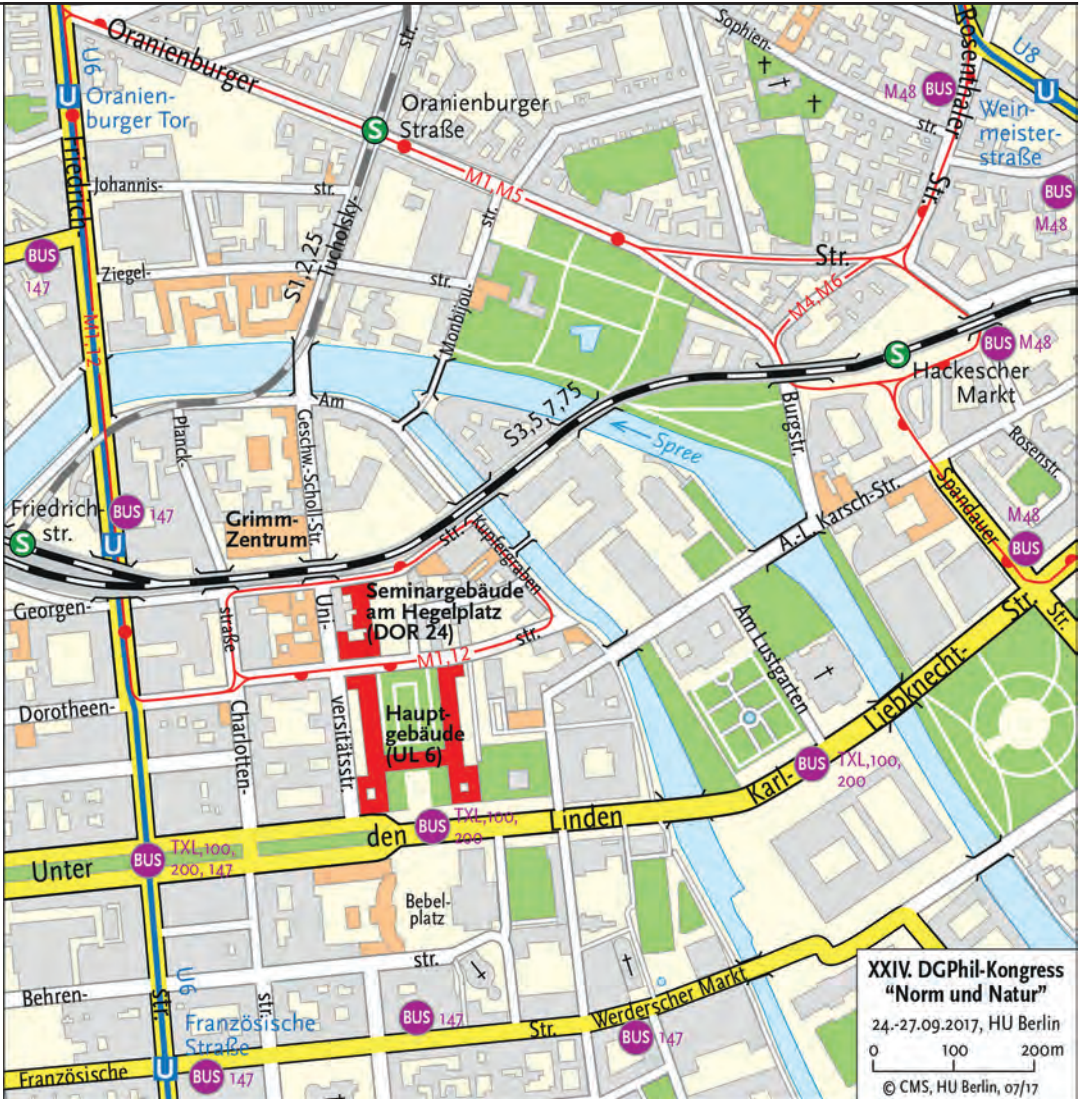 Oranienburger
str.
Sophien-
Rosenthaler
U8
U6
U
Oranien-
burger Tor
S
Oranienburger
Straße
M48
BUS
U
Wein-
meister-
straße
str.
Friedrich-
M1,M5
Johannis-
str.
str.
Str.
BUS
M48
BUS
147
Ziegel-
S1,2,25
Tucholsky-
str.
Monbijou-
Str.
M4,M6
M1,12
S
BUS
M48
Hackescher
Markt
Am
S3,5,7,75
Burgstr.
Planck-
Geschw.-Scholl-Str.
Spree
Rosenstr.
Friedrich-
str.
BUS
147
A.-L. Karsch-Str.
Spandauer
M48
BUS
S
U
Grimm-
Zentrum
str.
Kupfergraben
Georgen-
straße
Uni-
Seminargebäude
am Hegelplatz
(DOR 24)
Str.
Str.
Am Lustgarten
str.
M1,12
Liebknecht-
Dorotheen-
Charlotten-
versitätsstr.
Haupt-
gebäude
(UL 6)
Karl-
BUS
TXL,100,
200
BUS
TXL,100,
200
Linden
den
Unter
BUS
TXL,100,
200, 147
Bebel-
platz
str.
Behren-
U6
Str.
str.
Französische
Straße
BUS
147
Str.
Werderscher Markt
BUS
147
U
Französische
BUS
147
XXIV. DGPhil-Kongress
"Norm und Natur"
24.-27.09.2017, HU Berlin
0 100 200m
© CMS, HU Berlin, 07/17